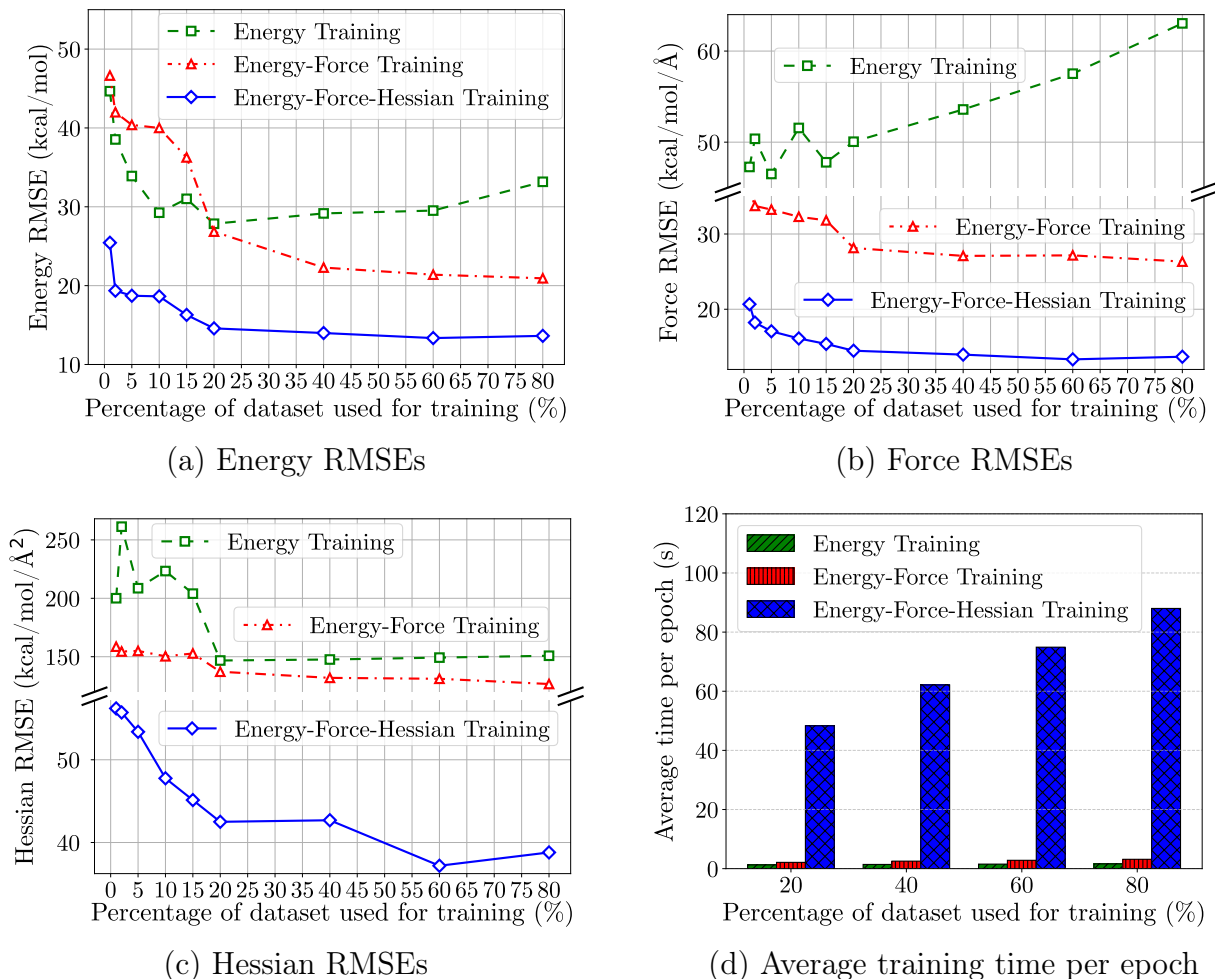 Energy RMSE (kcal/mol)
50
40
30
20
10
Energy Training
Energy-Force Training
Energy-Force-Hessian Training
0 5 10 15 20 25 30 35 40 45 50 55 60 65 70 75 80
Percentage of dataset used for training (%)
(a) Energy RMSEs
Force RMSE (kcal/mol/Å)
60
50
30
20
Energy Training
Energy-Force Training
Energy-Force-Hessian Training
0 5 10 15 20 25 30 35 40 45 50 55 60 65 70 75 80
Percentage of dataset used for training (%)
(b) Force RMSEs
Hessian RMSE (kcal/mol/Å²)
250
200
150
50
40
Energy Training
Energy-Force Training
Energy-Force-Hessian Training
0 5 10 15 20 25 30 35 40 45 50 55 60 65 70 75 80
Percentage of dataset used for training (%)
(c) Hessian RMSEs
Average time per epoch (s)
120
100
80
60
40
20
0
Energy Training
Energy-Force Training
Energy-Force-Hessian Training
20 40 60 80
Percentage of dataset used for training (%)
(d) Average training time per epoch